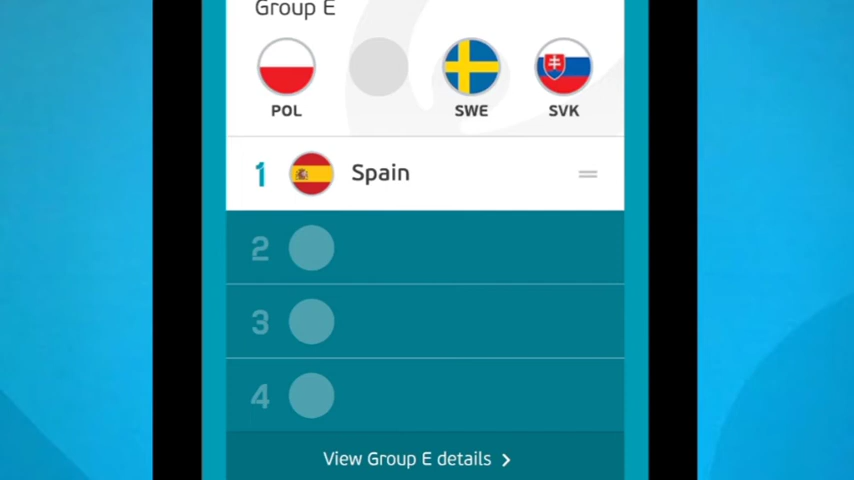 Group E
POL SWE SVK
1 Spain
2
3
4
View Group E details